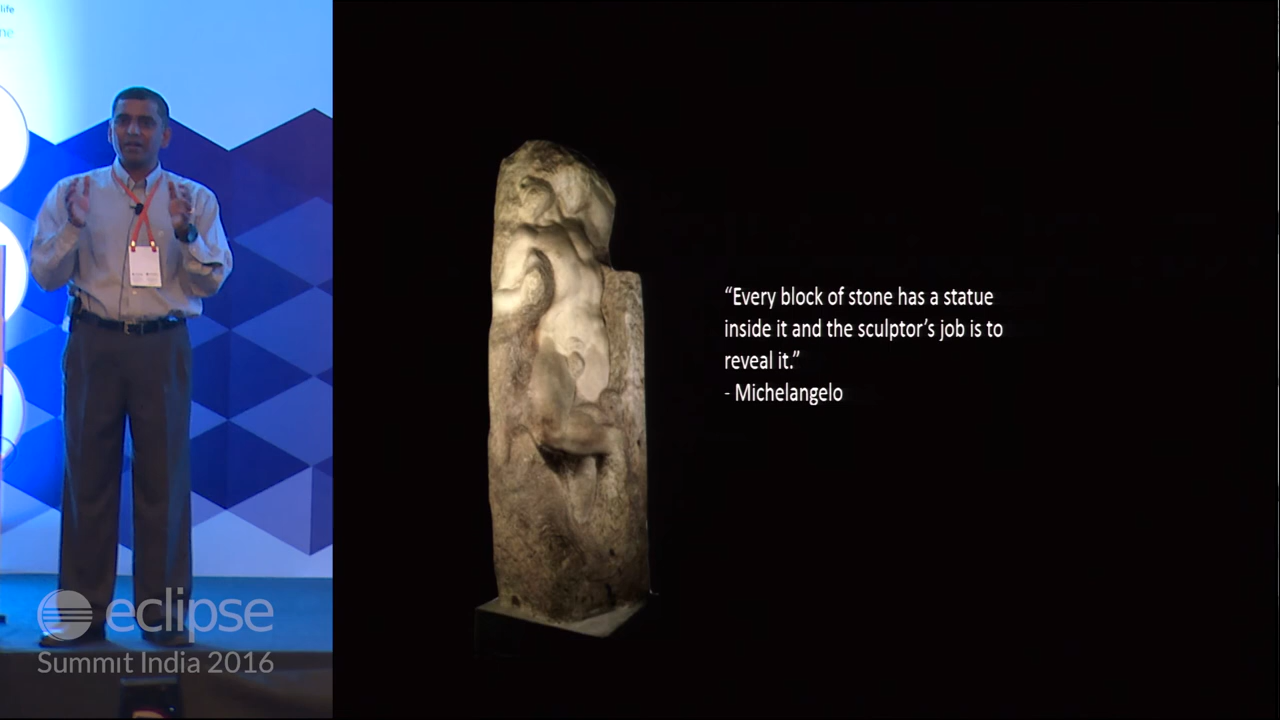 life
eclipse
Summit India 2016
“Every block of stone has a statue
inside it and the sculptor’s job is to
reveal it.”
- Michelangelo